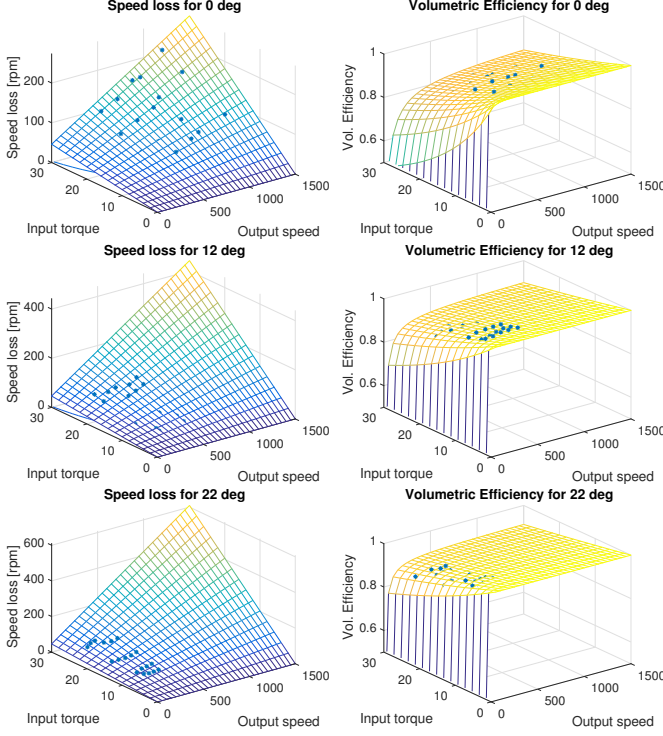 Speed loss for 0 deg
Speed loss [rpm]
200
100
0
30
20
10
0
0
500
1000
1500
Input torque
Output speed
Volumetric Efficiency for 0 deg
Vol. Efficiency
1
0.8
0.6
30
20
10
0
0
500
1000
1500
Input torque
Output speed
Speed loss for 12 deg
Speed loss [rpm]
400
200
0
30
20
10
0
0
500
1000
1500
Input torque
Output speed
Volumetric Efficiency for 12 deg
Vol. Efficiency
1
0.8
0.6
30
20
10
0
0
500
1000
1500
Input torque
Output speed
Speed loss for 22 deg
Speed loss [rpm]
600
400
200
0
30
20
10
0
0
500
1000
1500
Input torque
Output speed
Volumetric Efficiency for 22 deg
Vol. Efficiency
1
0.8
0.6
30
20
10
0
0
500
1000
1500
Input torque
Output speed